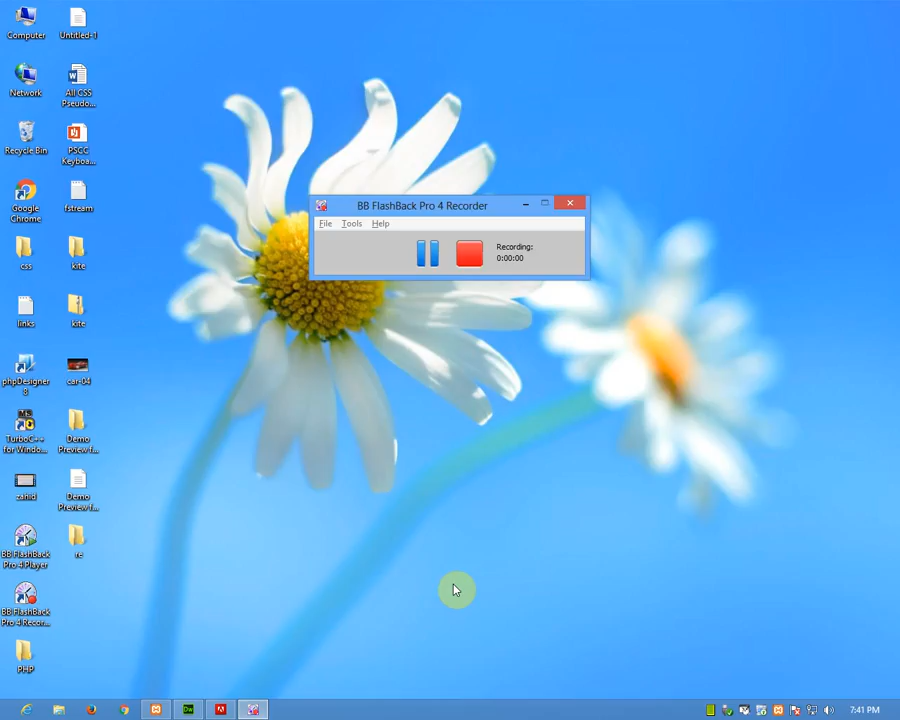 Computer
Untitled-1
Network
All CSS
Pseudo...
Recycle Bin
PSCC
Keyboa...
Google
Chrome
fstream
css
kite
links
kite
phpDesigner
8
car-04
TurboC++
for Windo...
Demo
Preview f...
zahid
Demo
Preview f...
BB FlashBack
Pro 4 Player
re
BB FlashBack
Pro 4 Recor...
PHP
BB FlashBack Pro 4 Recorder
File Tools Help
Recording:
0:00:00
Dw
7:41 PM